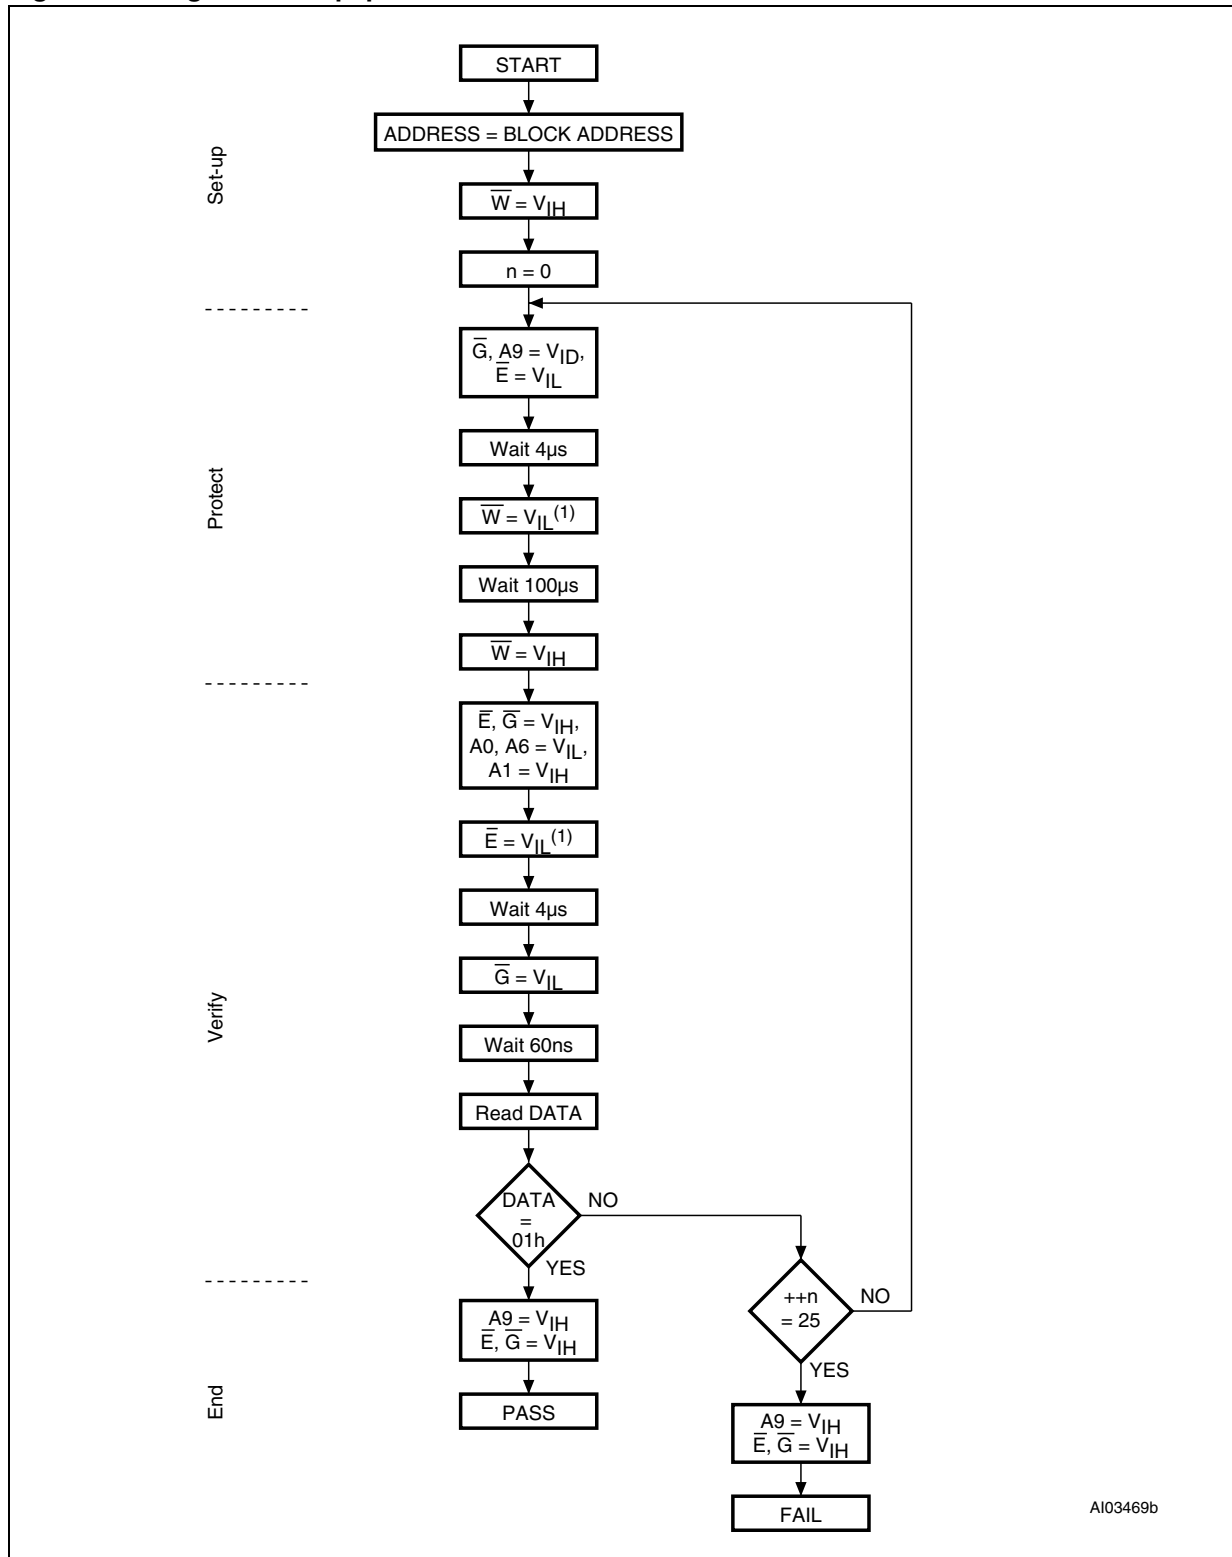 START
ADDRESS = BLOCK ADDRESS
Set-up
W̅ = VIH
n = 0
G̅, A9 = VID,
E̅ = VIL
Wait 4µs
Protect
W̅ = VIL(1)
Wait 100µs
W̅ = VIH
E̅, G̅ = VIH,
A0, A6 = VIL,
A1 = VIH
E̅ = VIL(1)
Wait 4µs
G̅ = VIL
Verify
Wait 60ns
Read DATA
DATA
=
01h
NO
YES
++n
= 25
NO
YES
A9 = VIH
E̅, G̅ = VIH
End
PASS
A9 = VIH
E̅, G̅ = VIH
FAIL
AI03469b